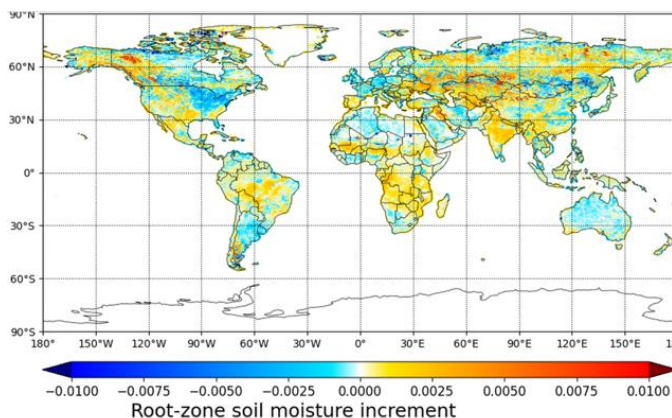 90°N
60°N
30°N
0°
30°S
60°S
90°S
180° 150°W 120°W 90°W 60°W 30°W 0° 30°E 60°E 90°E 120°E 150°E
−0.0100 −0.0075 −0.0050 −0.0025 0.0000 0.0025 0.0050 0.0075 0.0100
Root-zone soil moisture increment